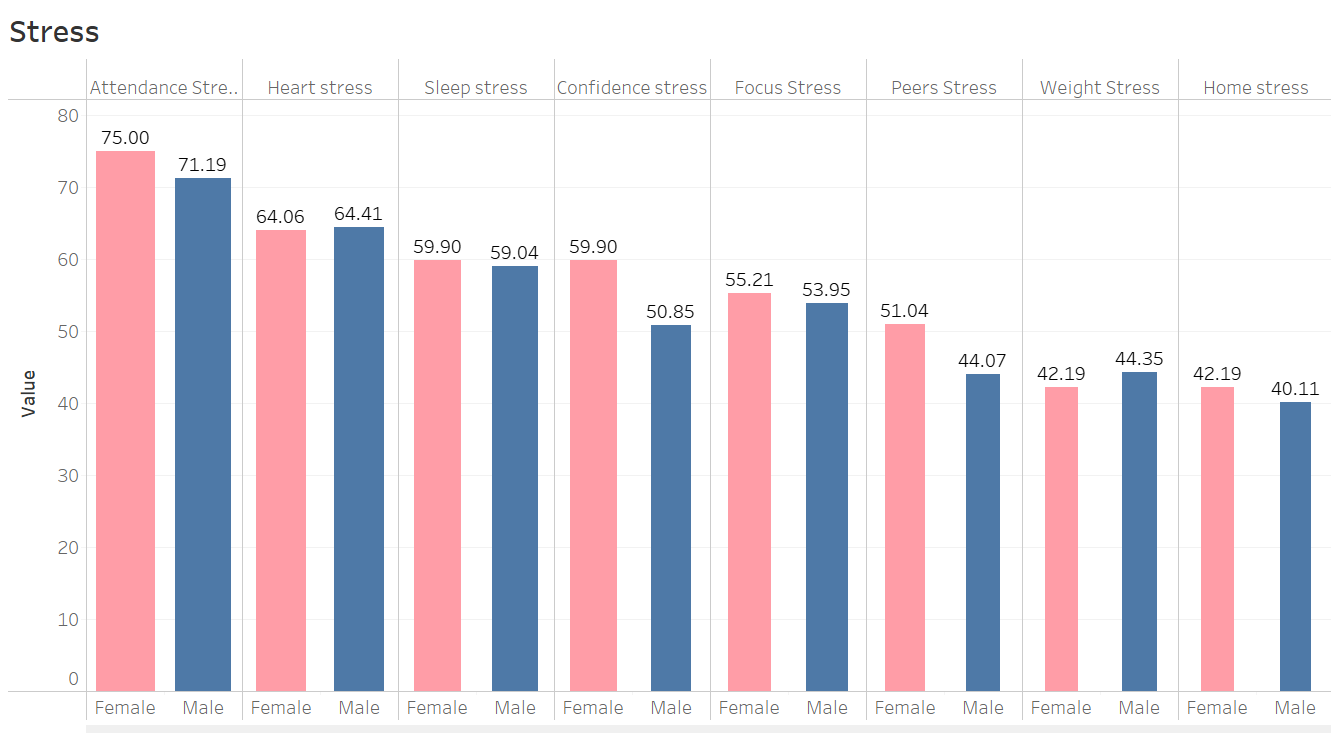 Stress
Attendance Stre.. Heart stress Sleep stress Confidence stress Focus Stress Peers Stress Weight Stress Home stress
80
75.00 71.19 64.06 64.41 59.90 59.04 59.90 50.85 55.21 53.95 51.04 44.07 42.19 44.35 42.19 40.11
70
60
50
Value
40
30
20
10
0
Female Male Female Male Female Male Female Male Female Male Female Male Female Male Female Male